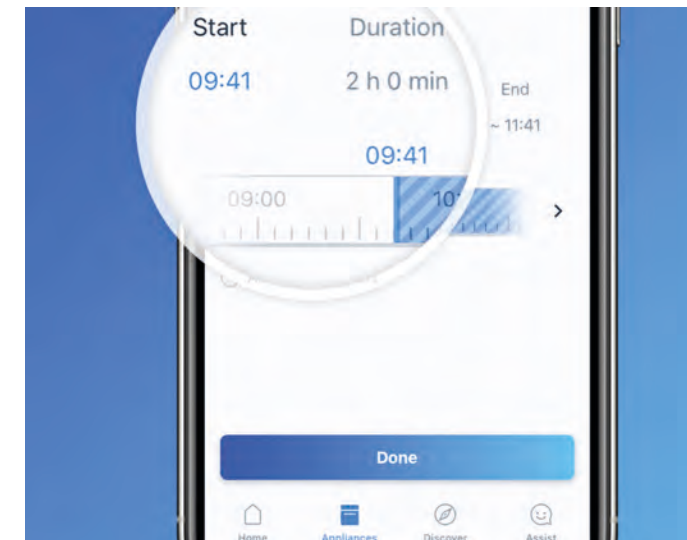 Start Duration
09:41 2 h 0 min
End
~ 11:41
09:41
09:00 10:
Done
Home Appliances Discover Assist